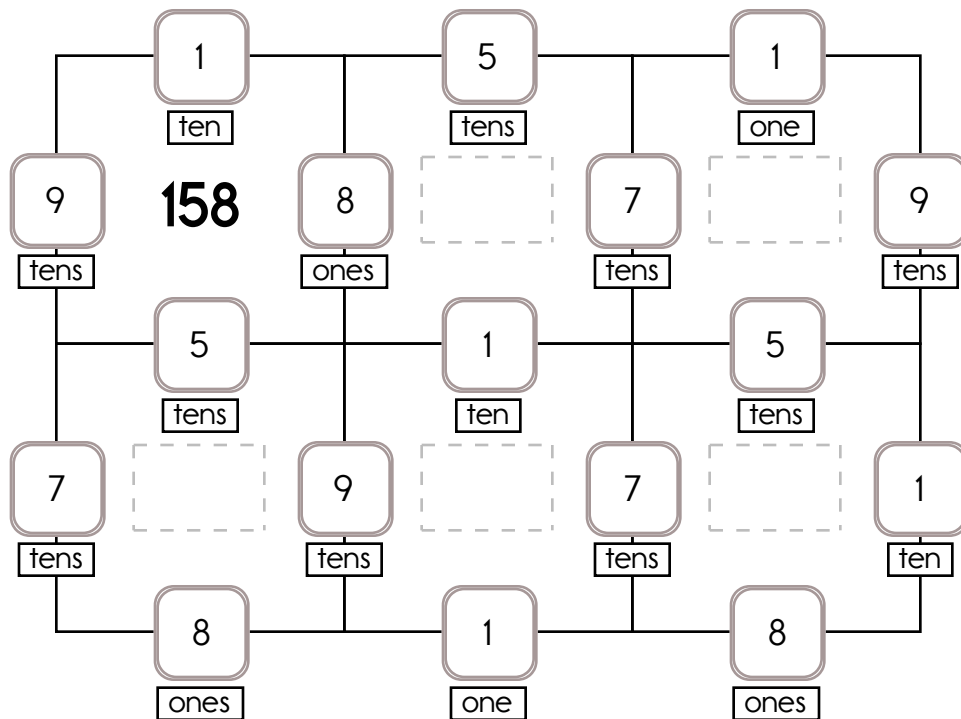 1 5 1
ten tens one
9 158 8 7 9
tens ones tens tens
5 1 5
tens ten tens
7 9 7 1
tens tens tens ten
8 1 8
ones one ones